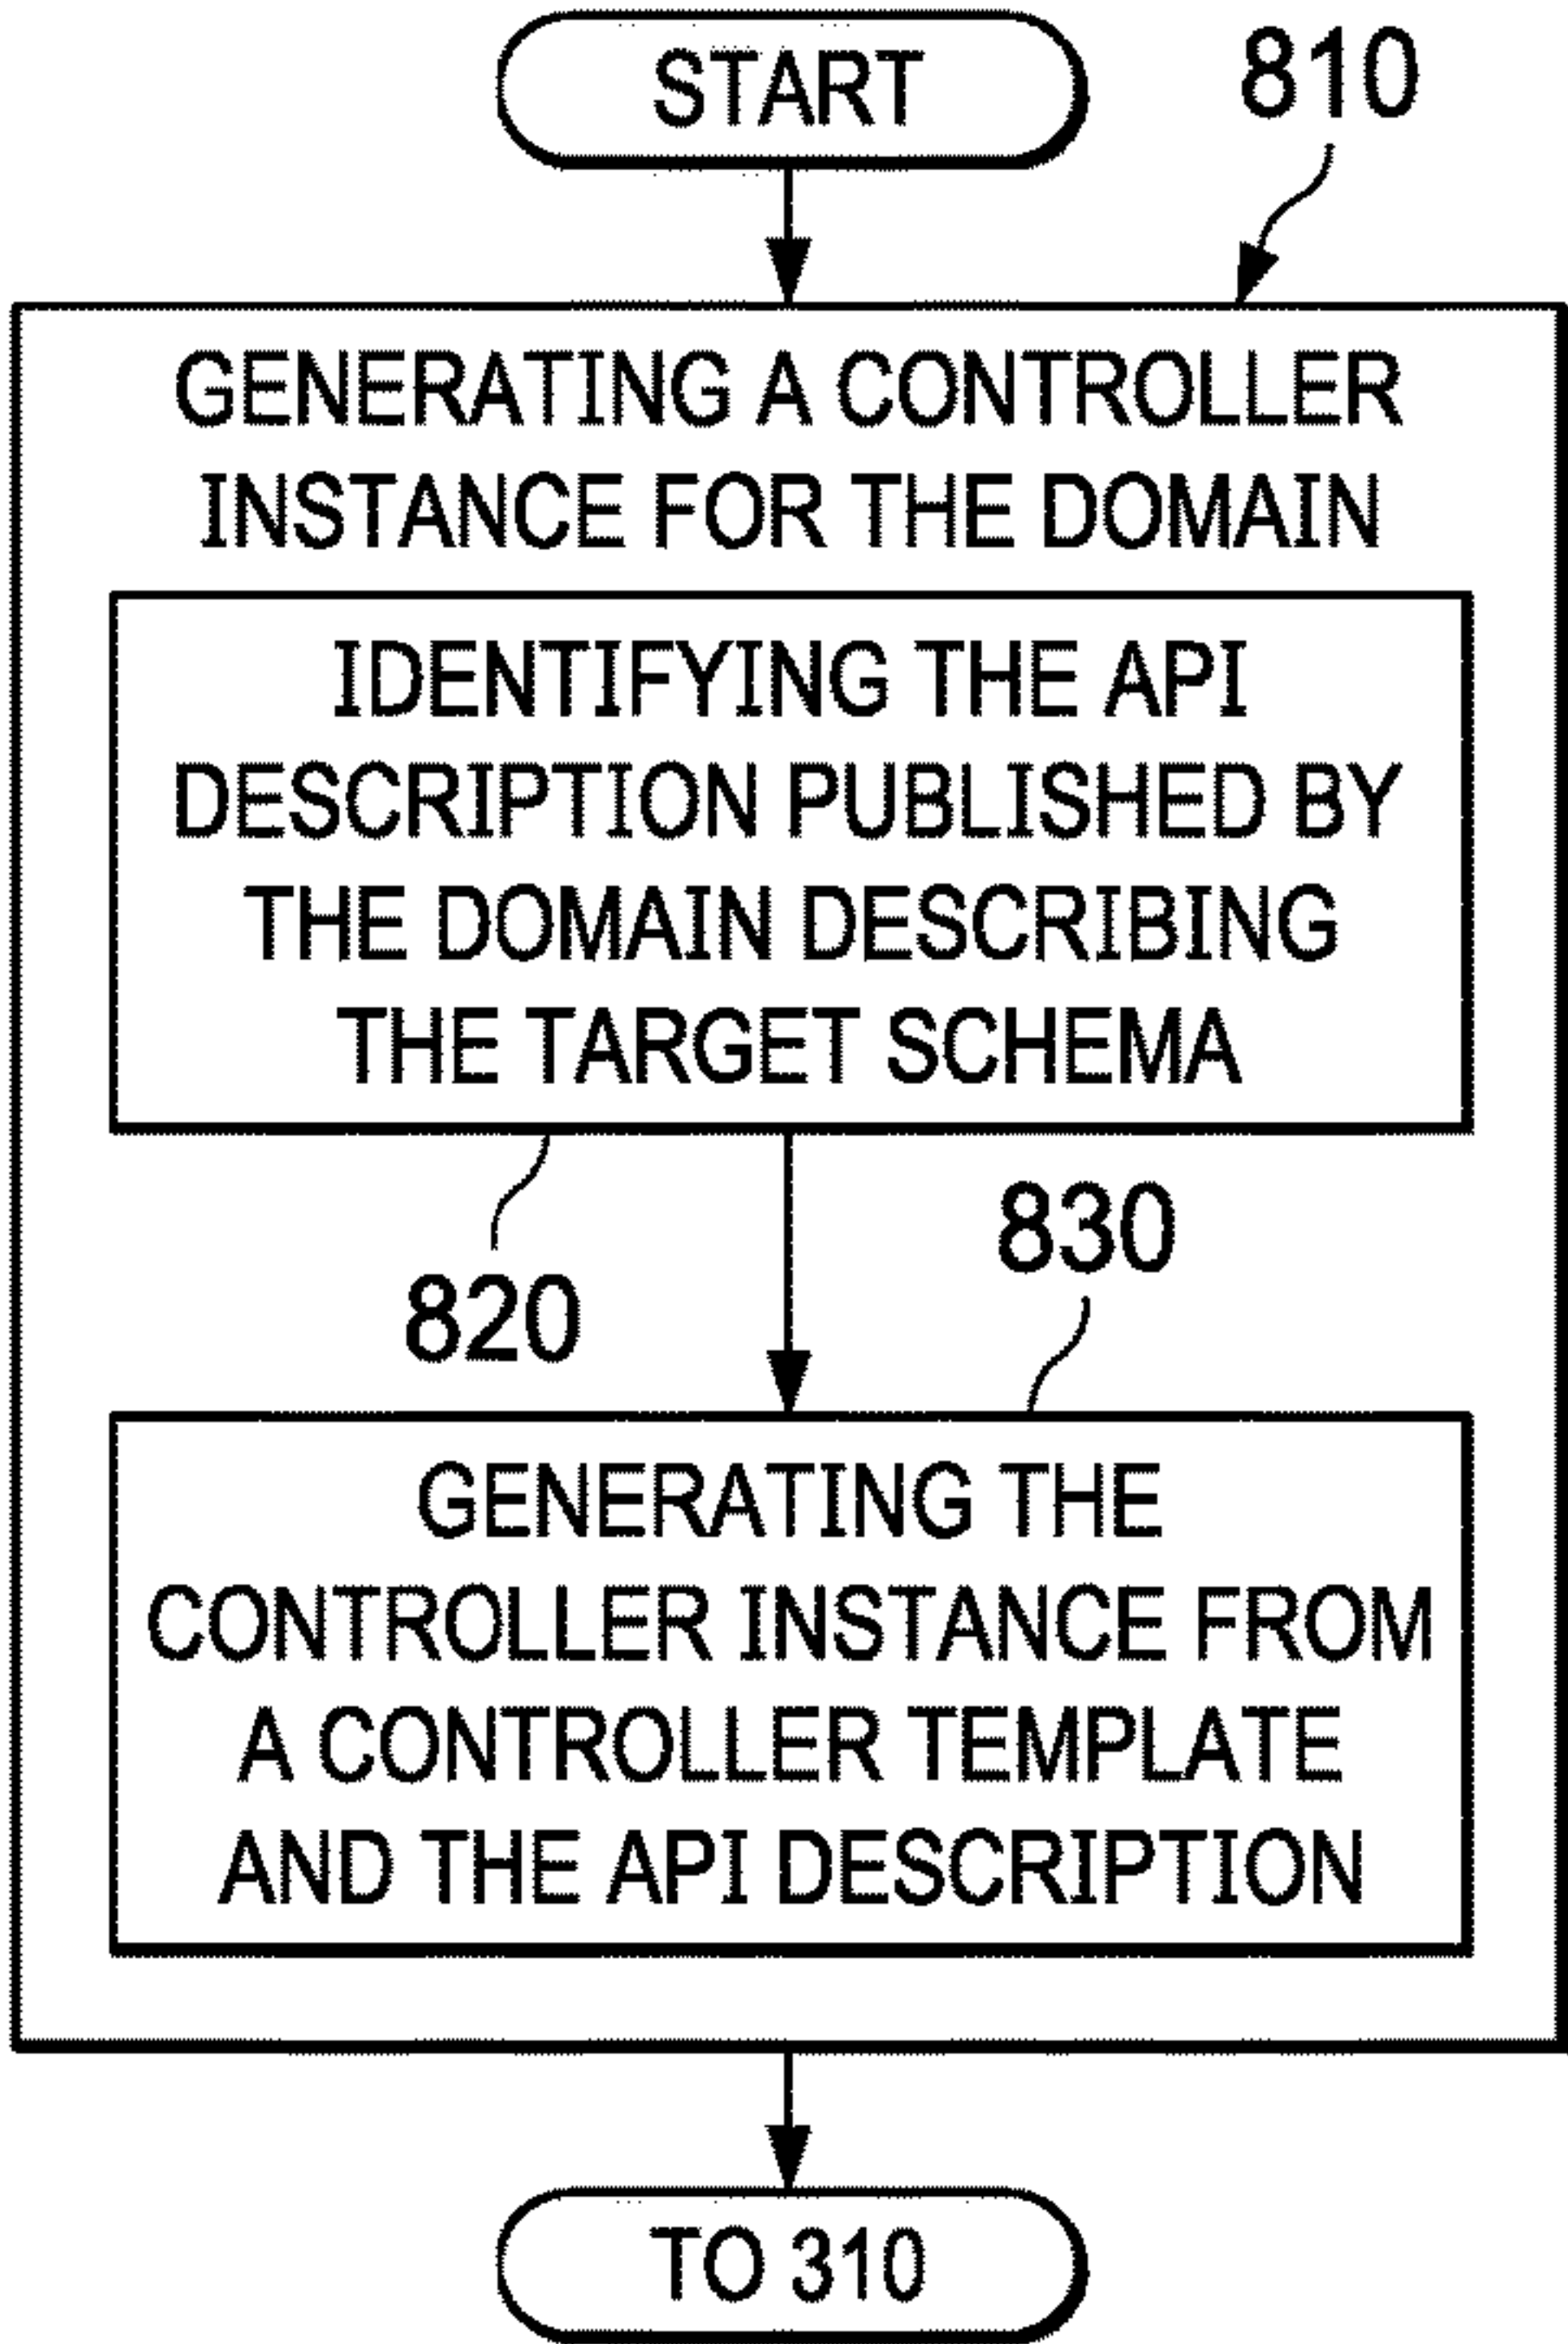 START
810
GENERATING A CONTROLLER
INSTANCE FOR THE DOMAIN
IDENTIFYING THE API
DESCRIPTION PUBLISHED BY
THE DOMAIN DESCRIBING
THE TARGET SCHEMA
820
830
GENERATING THE
CONTROLLER INSTANCE FROM
A CONTROLLER TEMPLATE
AND THE API DESCRIPTION
TO 310